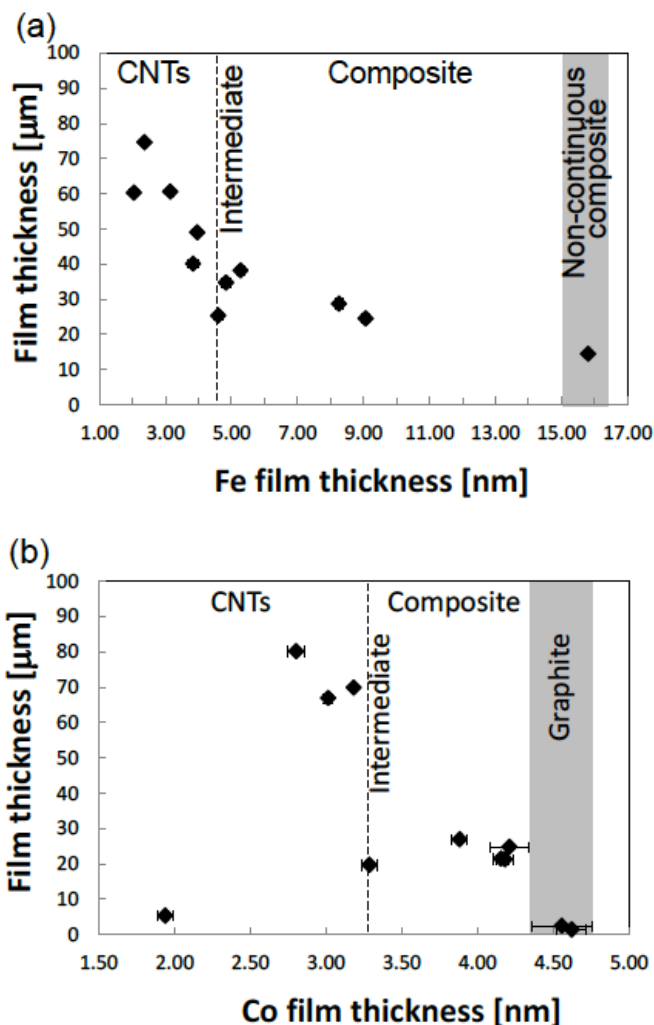 (a)
Film thickness [μm]
100
90
80
70
60
50
40
30
20
10
0
CNTs
Intermediate
Composite
Non-continuous
composite
1.00 3.00 5.00 7.00 9.00 11.00 13.00 15.00 17.00
Fe film thickness [nm]
(b)
Film thickness [μm]
100
90
80
70
60
50
40
30
20
10
0
CNTs
Intermediate
Composite
Graphite
1.50 2.00 2.50 3.00 3.50 4.00 4.50 5.00
Co film thickness [nm]